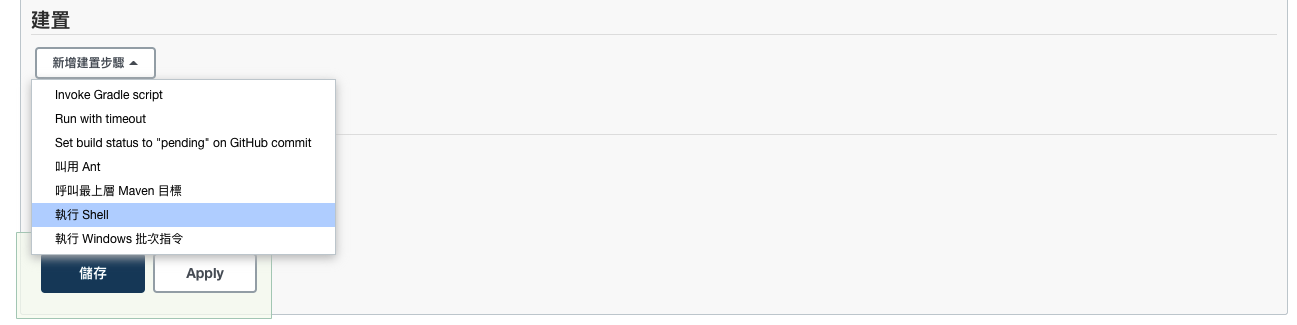 建置
新增建置步驟
Invoke Gradle script
Run with timeout
Set build status to "pending" on GitHub commit
叫用 Ant
呼叫最上層 Maven 目標
執行 Shell
執行 Windows 批次指令
儲存 Apply